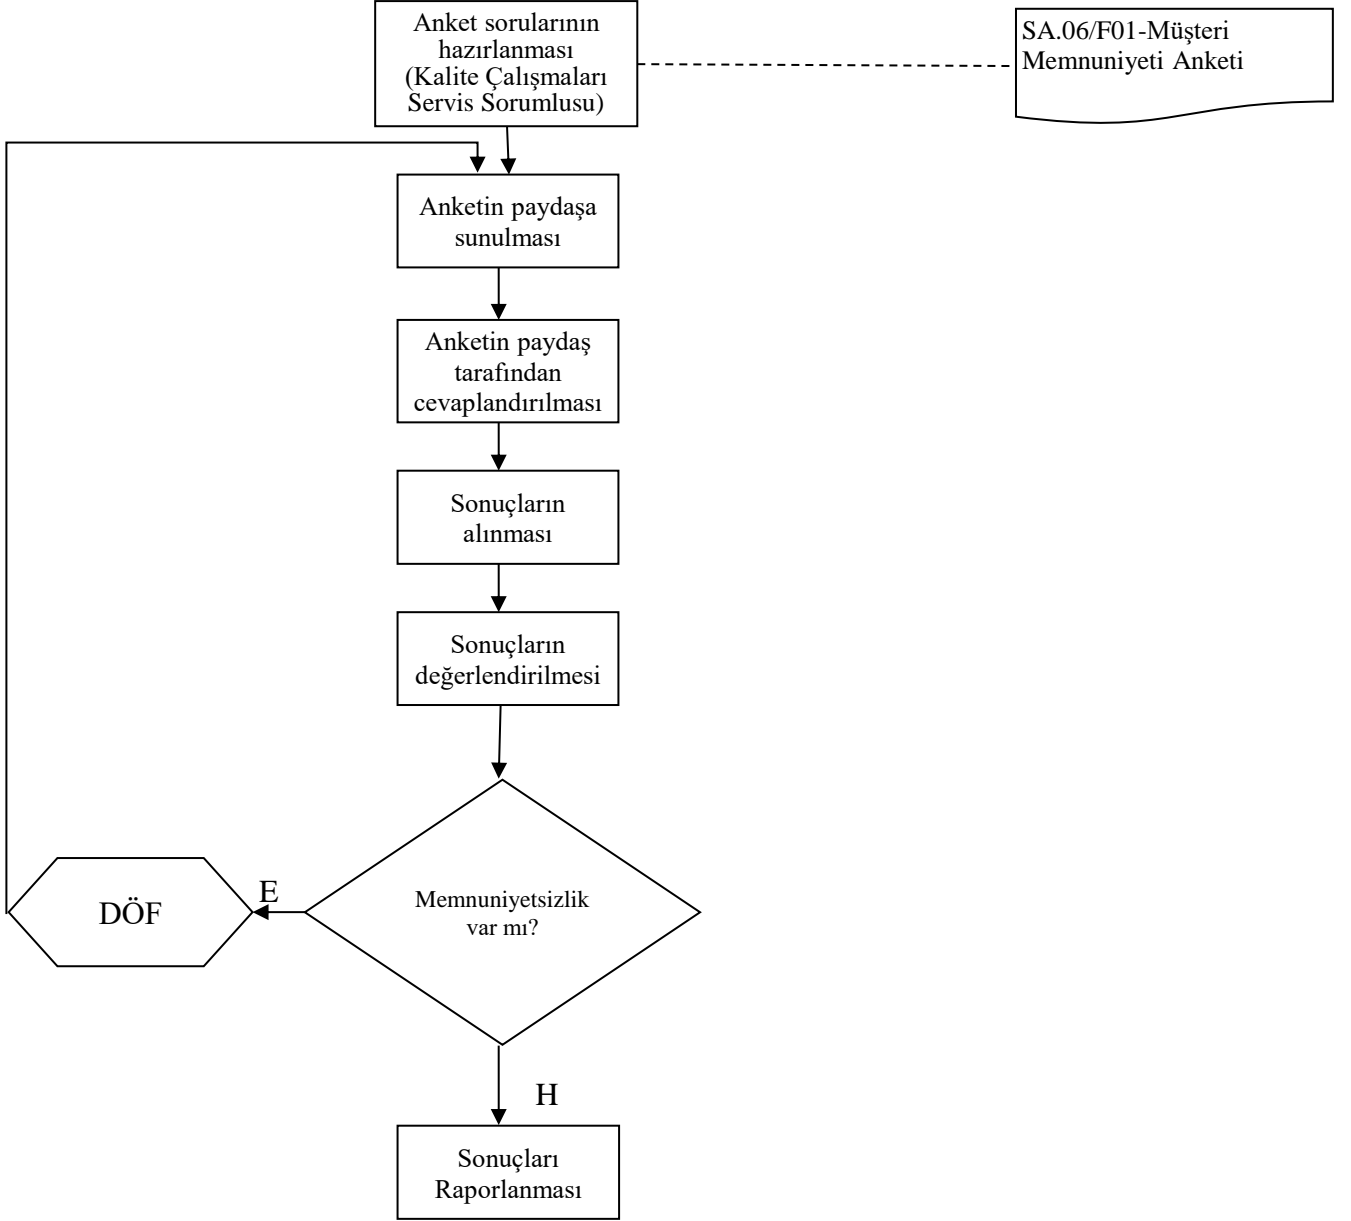 Anket sorularının
hazırlanması
(Kalite Çalışmaları
Servis Sorumlusu)
SA.06/F01-Müşteri
Memnuniyeti Anketi
Anketin paydaşa
sunulması
Anketin paydaş
tarafından
cevaplandırılması
Sonuçların
alınması
Sonuçların
değerlendirilmesi
Memnuniyetsizlik
var mı?
E
DÖF
H
Sonuçları
Raporlanması